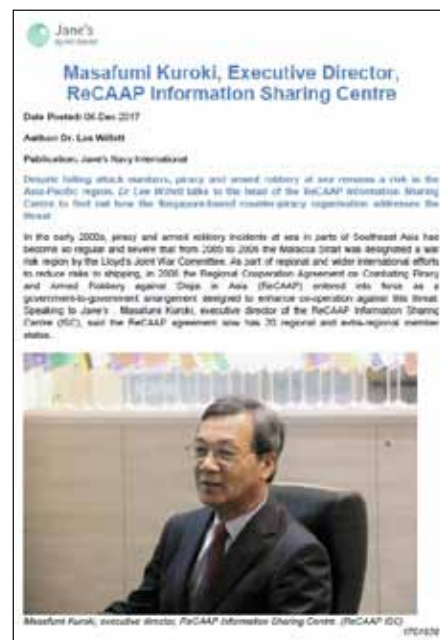 Jane's
by IHS Markit
Masafumi Kuroki, Executive Director,
ReCAAP Information Sharing Centre
Date Posted: 06-Dec-2017
Author: Dr. Lee Willett
Publication: Jane's Navy International
Despite falling attack numbers, piracy and armed robbery at sea remains a risk in the
Asia-Pacific region. Dr Lee Willett talks to the head of the ReCAAP Information Sharing
Centre to find out how the Singapore-based counter-piracy organisation addresses the
threat
In the early 2000s, piracy and armed robbery incidents at sea in parts of Southeast Asia had
become so regular and severe that from 2005 to 2006 the Malacca Strait was designated a war
risk region by the Lloyd's Joint War Committee. As part of regional and wider international efforts
to reduce risks to shipping, in 2006 the Regional Cooperation Agreement on Combating Piracy
and Armed Robbery against Ships in Asia (ReCAAP) entered into force as a
government-to-government arrangement designed to enhance co-operation against this threat.
Speaking to Jane's, Masafumi Kuroki, executive director of the ReCAAP Information Sharing
Centre (ISC), said the ReCAAP agreement now has 20 regional and extra-regional member
states.
Masafumi Kuroki, executive director, ReCAAP Information Sharing Centre. (ReCAAP ISC)